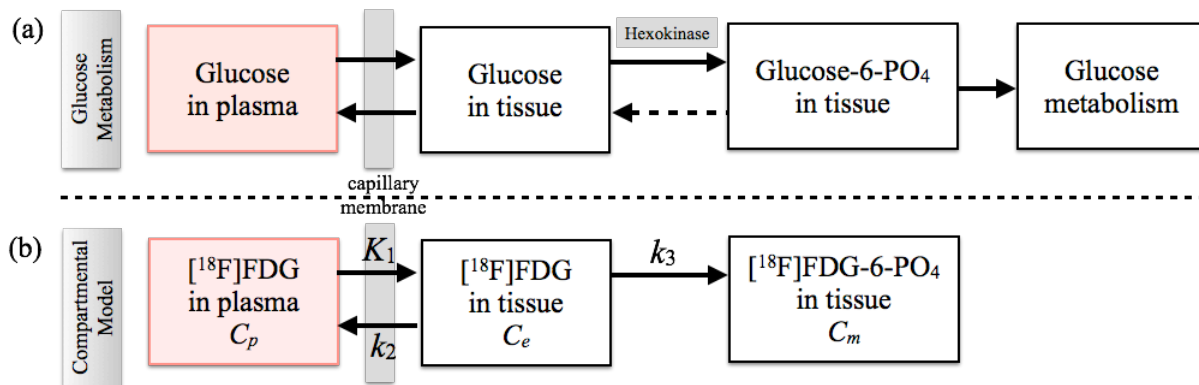 (a)
Glucose
Metabolism
Glucose
in plasma
Glucose
in tissue
Hexokinase
Glucose-6-PO₄
in tissue
Glucose
metabolism
capillary
membrane
(b)
Compartmental
Model
[¹⁸F]FDG
in plasma
Cₚ
K₁
k₂
[¹⁸F]FDG
in tissue
Cₑ
k₃
[¹⁸F]FDG-6-PO₄
in tissue
Cₘ